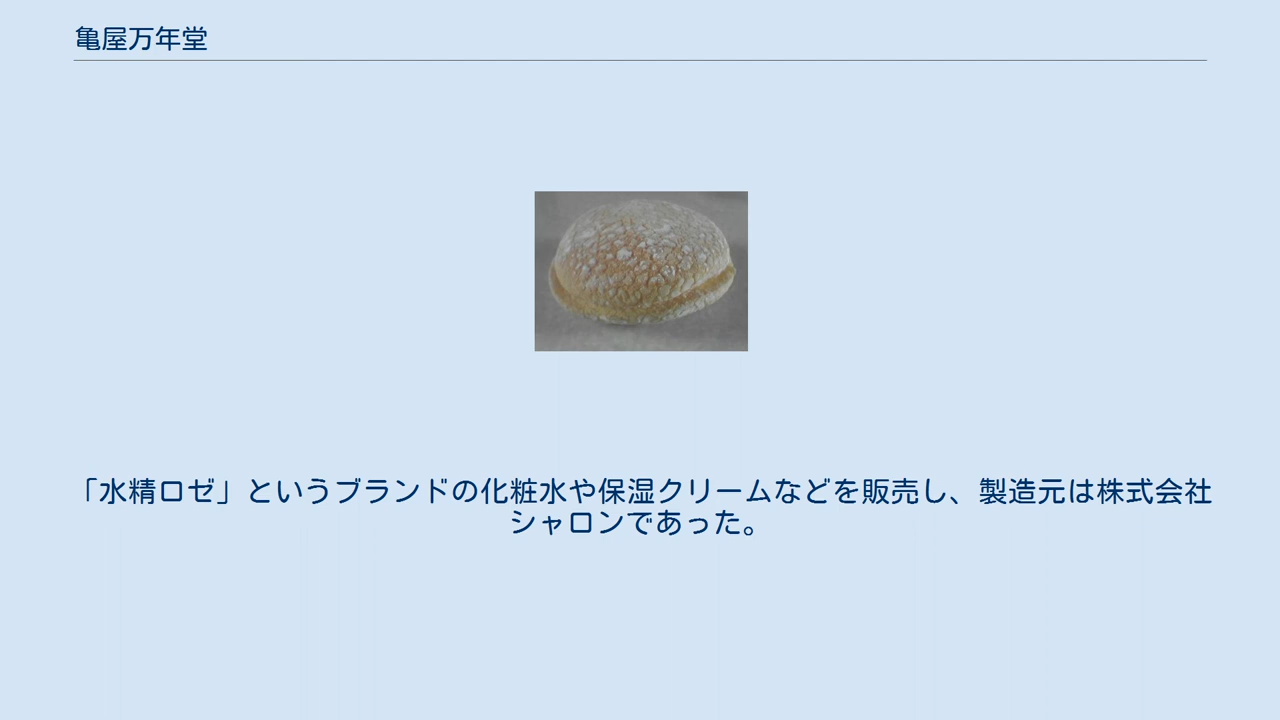 亀屋万年堂
「水精ロゼ」というブランドの化粧水や保湿クリームなどを販売し、製造元は株式会社
シャロンであった。